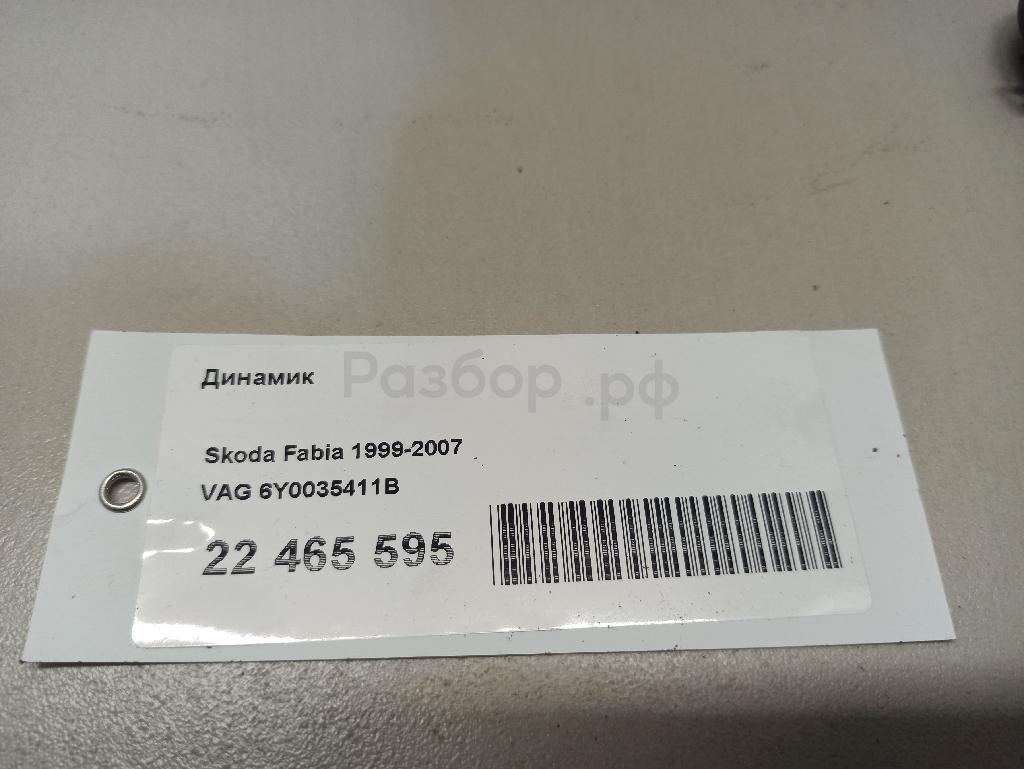 Динамик
Разбор.рф
Skoda Fabia 1999-2007
VAG 6Y0035411B
22 465 595